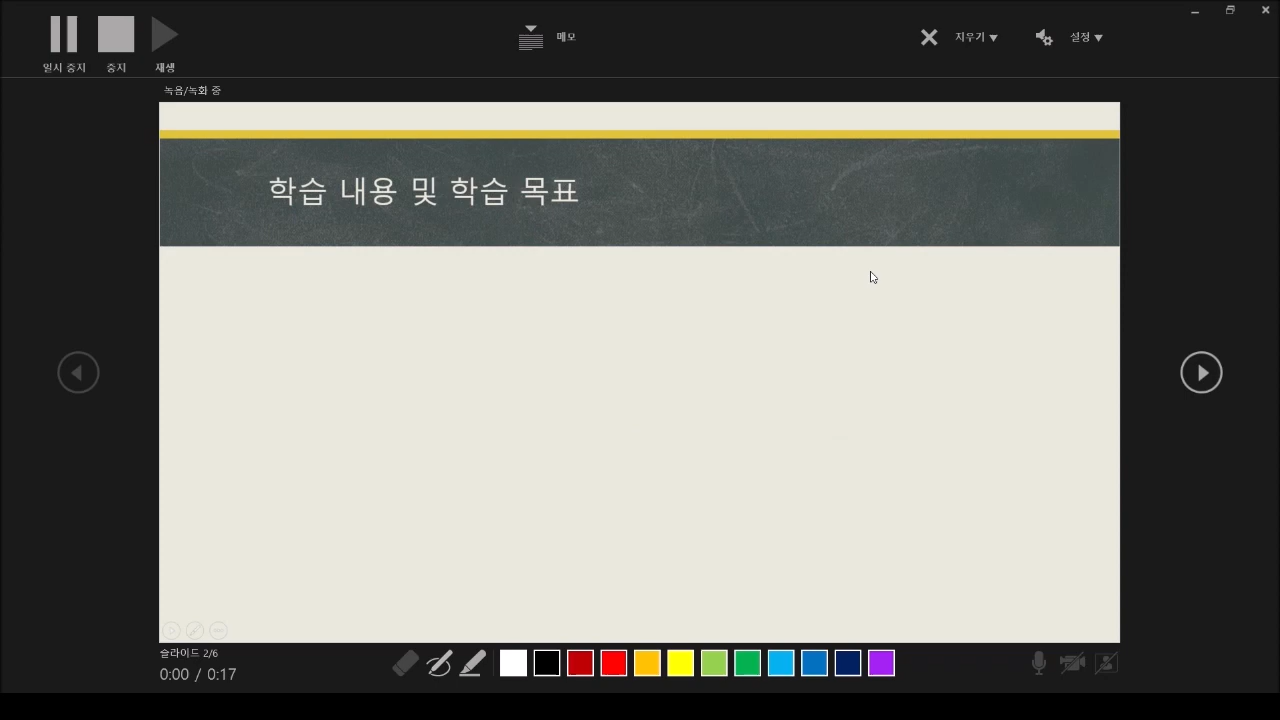 일시 중지
중지
재생
메모
지우기
설정
녹음/녹화 중
학습 내용 및 학습 목표
슬라이드 2/6
0:00 / 0:17